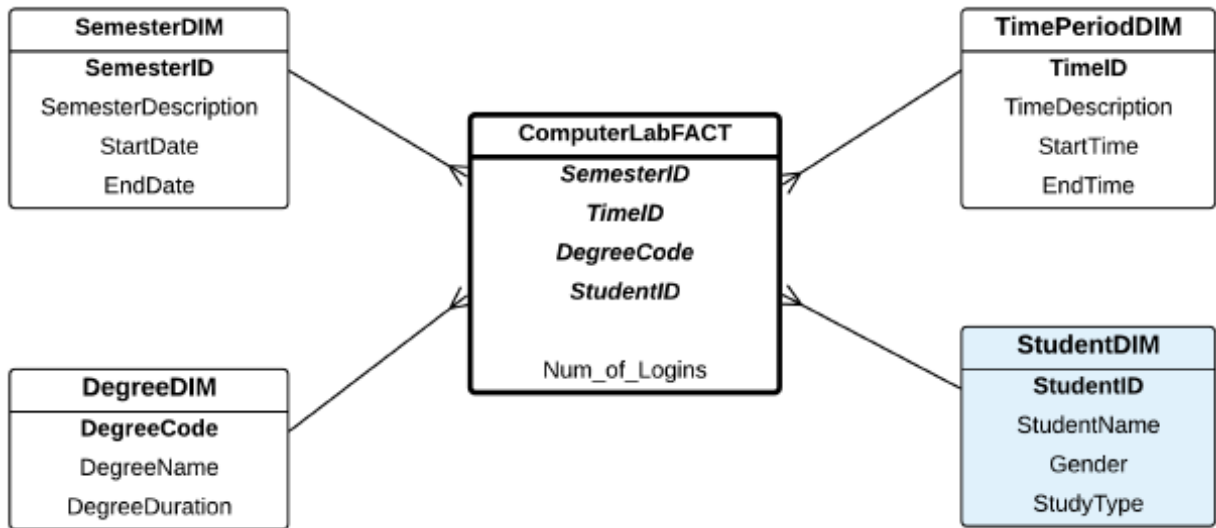 SemesterDIM
SemesterID
SemesterDescription
StartDate
EndDate
TimePeriodDIM
TimeID
TimeDescription
StartTime
EndTime
ComputerLabFACT
SemesterID
TimeID
DegreeCode
StudentID
Num_of_Logins
DegreeDIM
DegreeCode
DegreeName
DegreeDuration
StudentDIM
StudentID
StudentName
Gender
StudyType